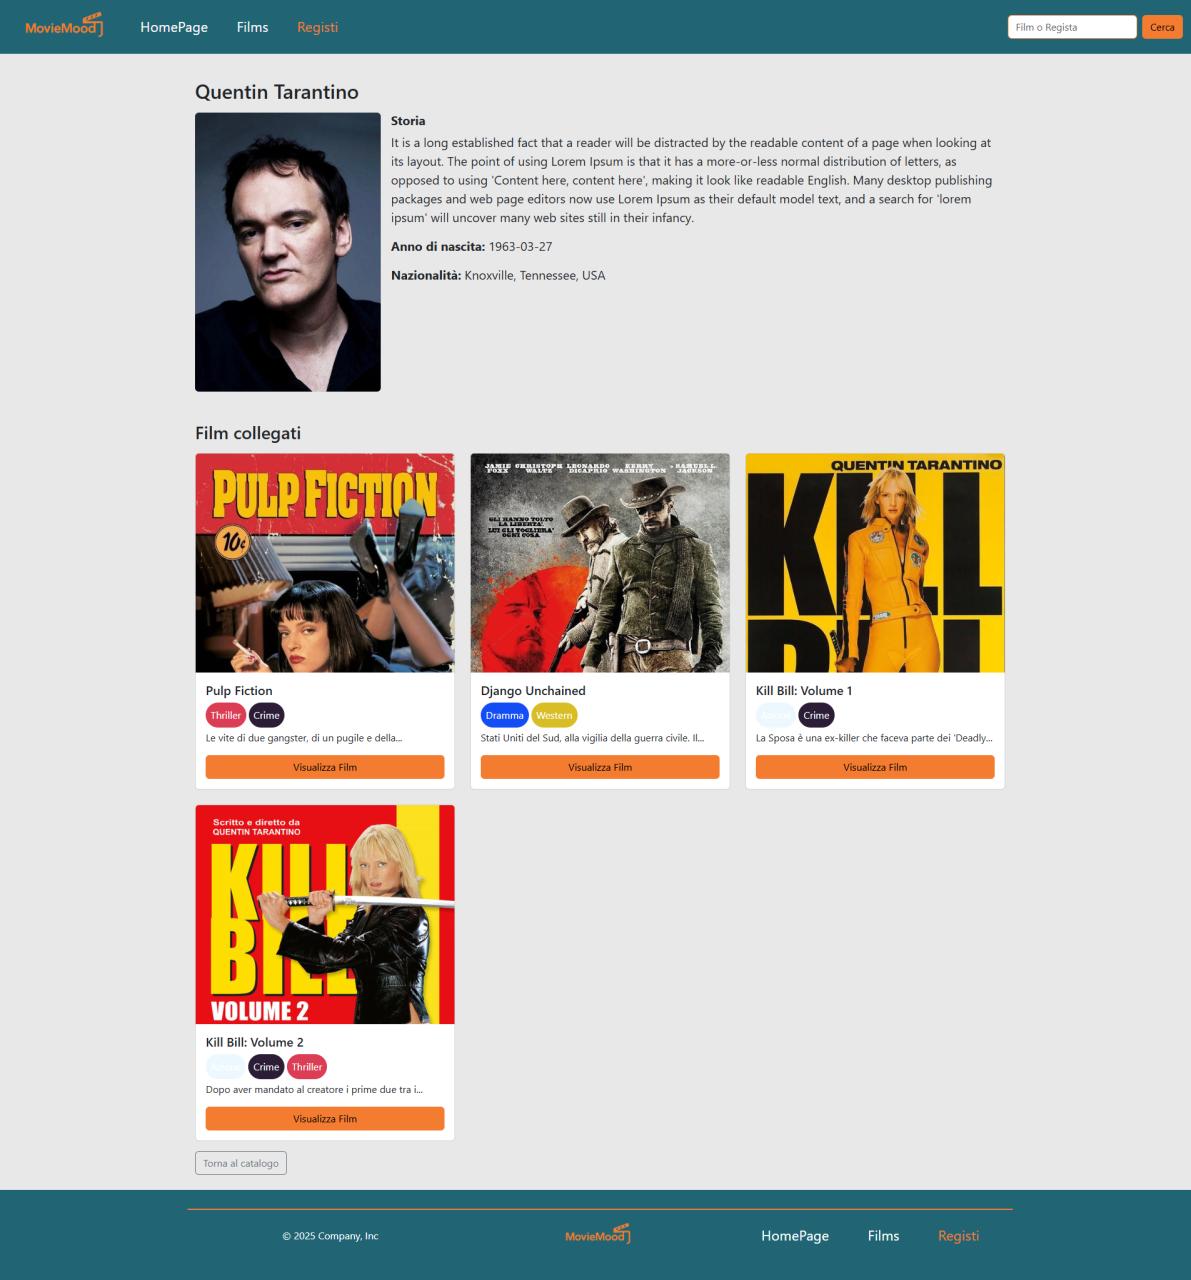 MovieMood
HomePage
Films
Registi
Film o Regista
Cerca
Quentin Tarantino
Storia
It is a long established fact that a reader will be distracted by the readable content of a page when looking at
its layout. The point of using Lorem Ipsum is that it has a more-or-less normal distribution of letters, as
opposed to using 'Content here, content here', making it look like readable English. Many desktop publishing
packages and web page editors now use Lorem Ipsum as their default model text, and a search for 'lorem
ipsum' will uncover many web sites still in their infancy.
Anno di nascita: 1963-03-27
Nazionalità: Knoxville, Tennessee, USA
Film collegati
PULP FICTION
10¢
Pulp Fiction
Thriller Crime
Le vite di due gangster, di un pugile e della...
Visualizza Film
JAMIE CHRISTOPH LEONARDO KERRY SAMUEL L.
FOXX WALTZ DICAPRIO WASHINGTON JACKSON
GLI HANNO TOLTO
LA LIBERTA'
LUI GLI TOGLIERA'
OGNI COSA
Django Unchained
Dramma Western
Stati Uniti del Sud, alla vigilia della guerra civile. Il...
Visualizza Film
QUENTIN TARANTINO
KILL
BILL
Kill Bill: Volume 1
Crime
La Sposa è una ex-killer che faceva parte dei 'Deadly...
Visualizza Film
Scritto e diretto da
QUENTIN TARANTINO
KILL
BILL
VOLUME 2
Kill Bill: Volume 2
Crime Thriller
Dopo aver mandato al creatore i prime due tra i...
Visualizza Film
Torna al catalogo
© 2025 Company, Inc
MovieMood
HomePage
Films
Registi